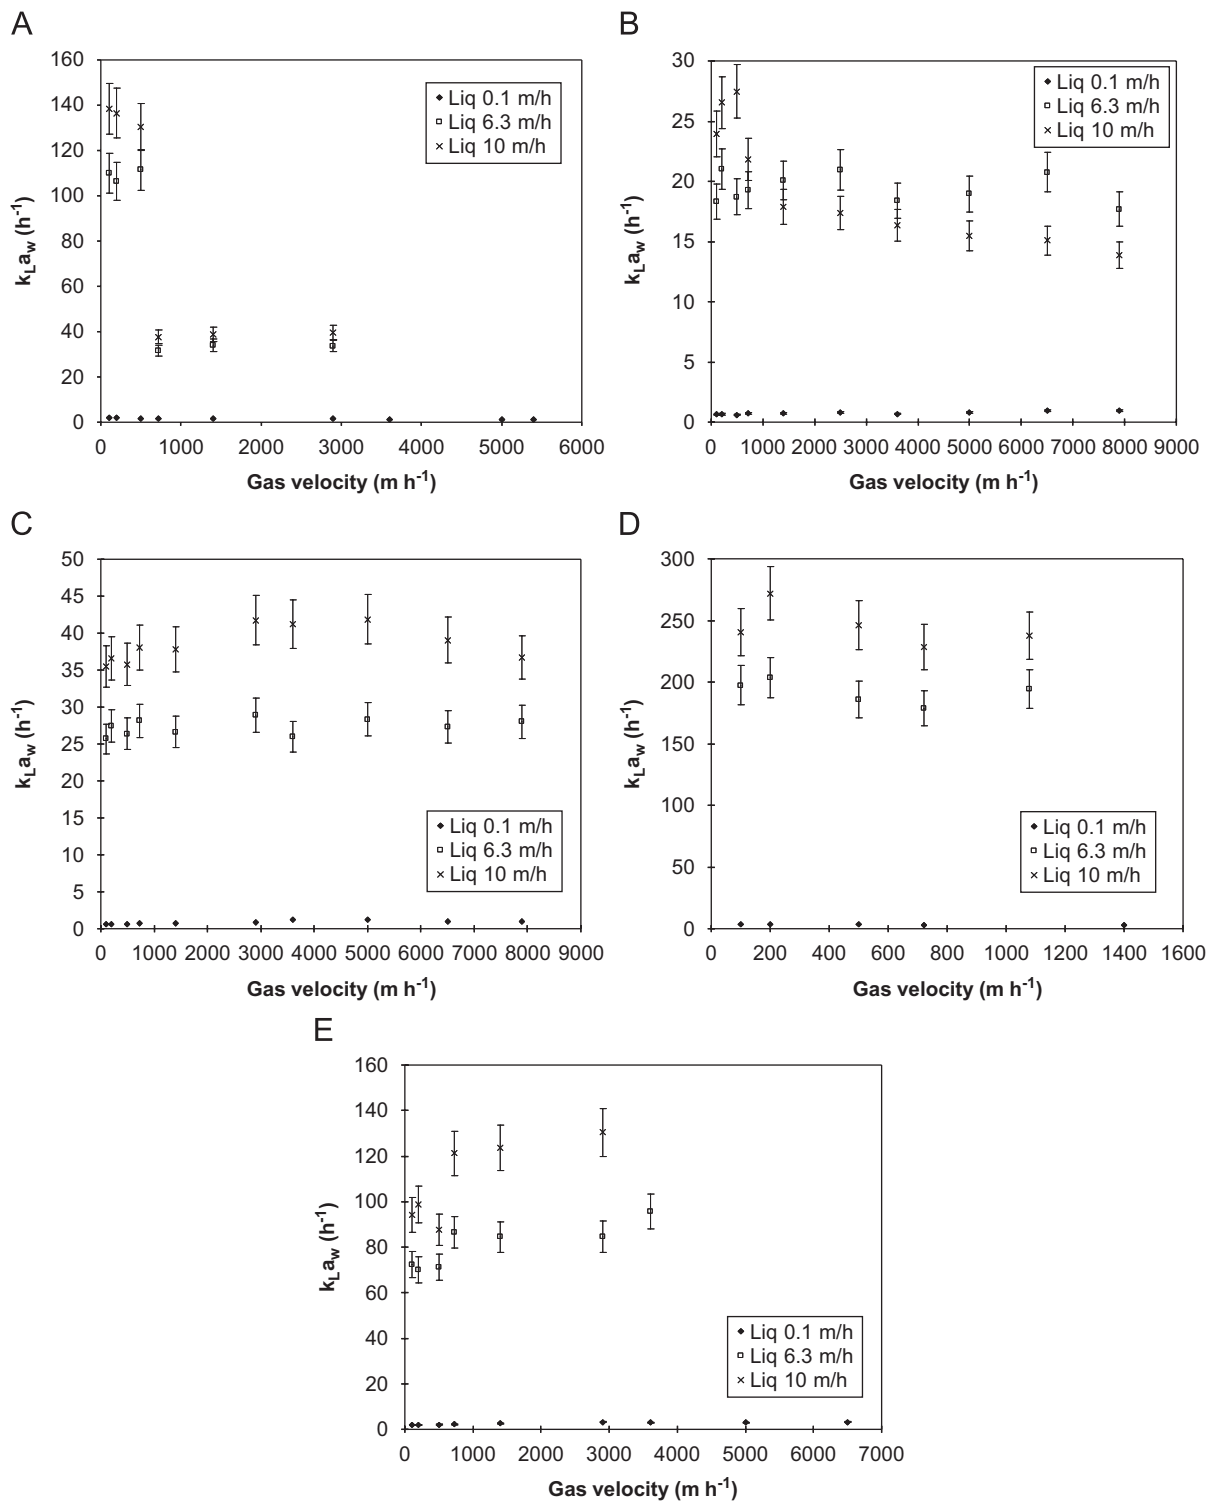 A
160
140
120
100
80
60
40
20
0
0 1000 2000 3000 4000 5000 6000
kLaw (h-1)
Gas velocity (m h-1)
Liq 0.1 m/h
Liq 6.3 m/h
Liq 10 m/h
B
30
25
20
15
10
5
0
0 1000 2000 3000 4000 5000 6000 7000 8000 9000
kLaw (h-1)
Gas velocity (m h-1)
Liq 0.1 m/h
Liq 6.3 m/h
Liq 10 m/h
C
50
45
40
35
30
25
20
15
10
5
0
0 1000 2000 3000 4000 5000 6000 7000 8000 9000
kLaw (h-1)
Gas velocity (m h-1)
Liq 0.1 m/h
Liq 6.3 m/h
Liq 10 m/h
D
300
250
200
150
100
50
0
0 200 400 600 800 1000 1200 1400 1600
kLaw (h-1)
Gas velocity (m h-1)
Liq 0.1 m/h
Liq 6.3 m/h
Liq 10 m/h
E
160
140
120
100
80
60
40
20
0
0 1000 2000 3000 4000 5000 6000 7000
kLaw (h-1)
Gas velocity (m h-1)
Liq 0.1 m/h
Liq 6.3 m/h
Liq 10 m/h